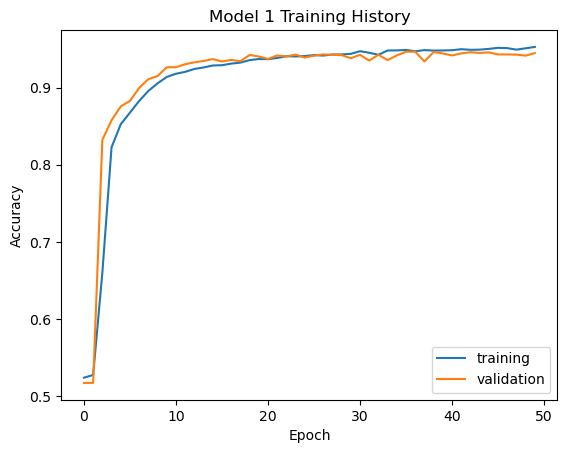 Model 1 Training History
Accuracy
0.9
0.8
0.7
0.6
0.5
0 10 20 30 40 50
Epoch
training
validation